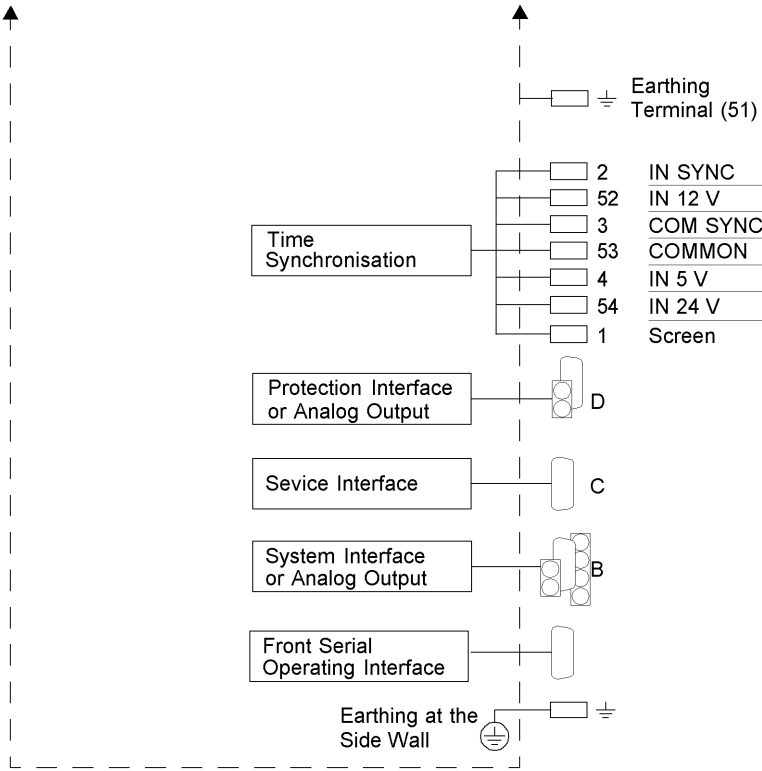 Earthing
Terminal (51)
2 IN SYNC
52 IN 12 V
3 COM SYNC
53 COMMON
4 IN 5 V
54 IN 24 V
1 Screen
Time
Synchronisation
Protection Interface
or Analog Output
D
Sevice Interface
C
System Interface
or Analog Output
B
Front Serial
Operating Interface
Earthing at the
Side Wall